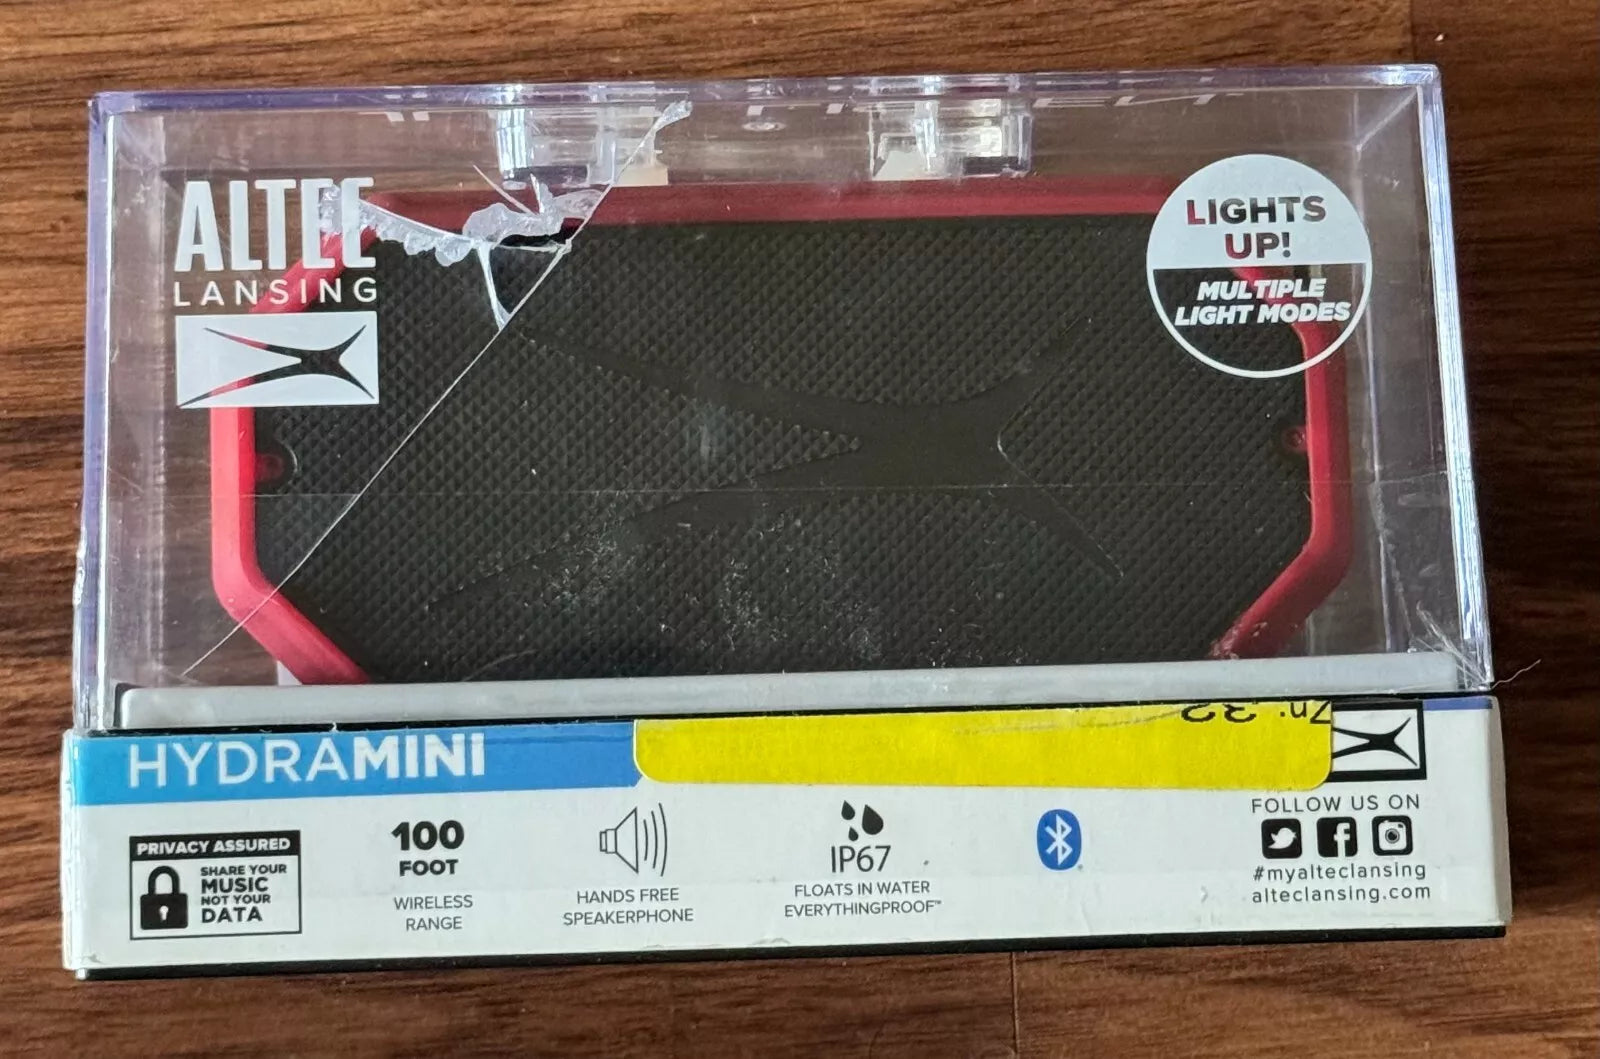 ALTEC
LANSING
LIGHTS
UP!
MULTIPLE
LIGHT MODES
HYDRAMINI
PRIVACY ASSURED
SHARE YOUR
MUSIC
NOT YOUR
DATA
100
FOOT
WIRELESS
RANGE
HANDS FREE
SPEAKERPHONE
IP67
FLOATS IN WATER
EVERYTHINGPROOF™
FOLLOW US ON
#myalteclansing
alteclansing.com